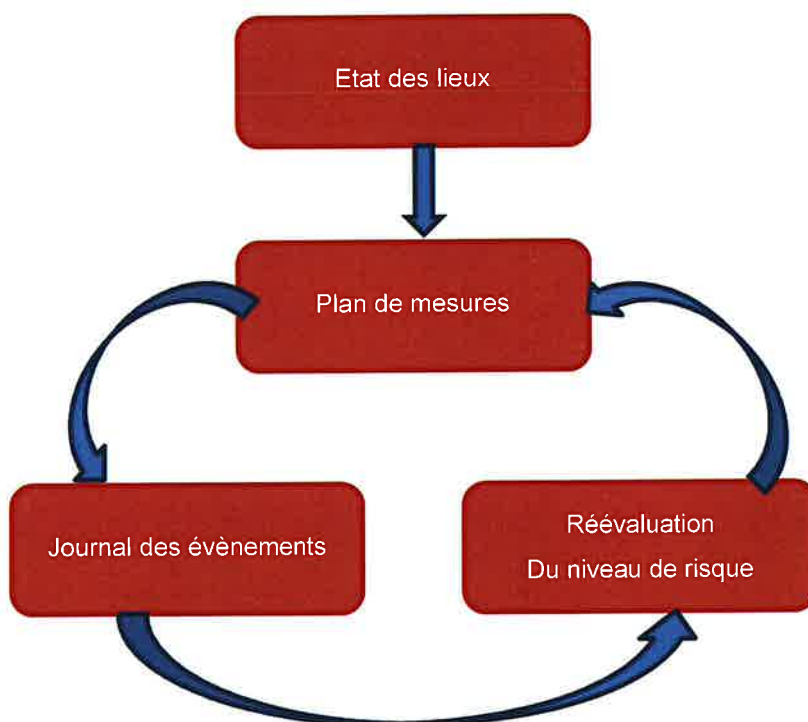 Etat des lieux
Plan de mesures
Journal des évènements
Réévaluation
Du niveau de risque